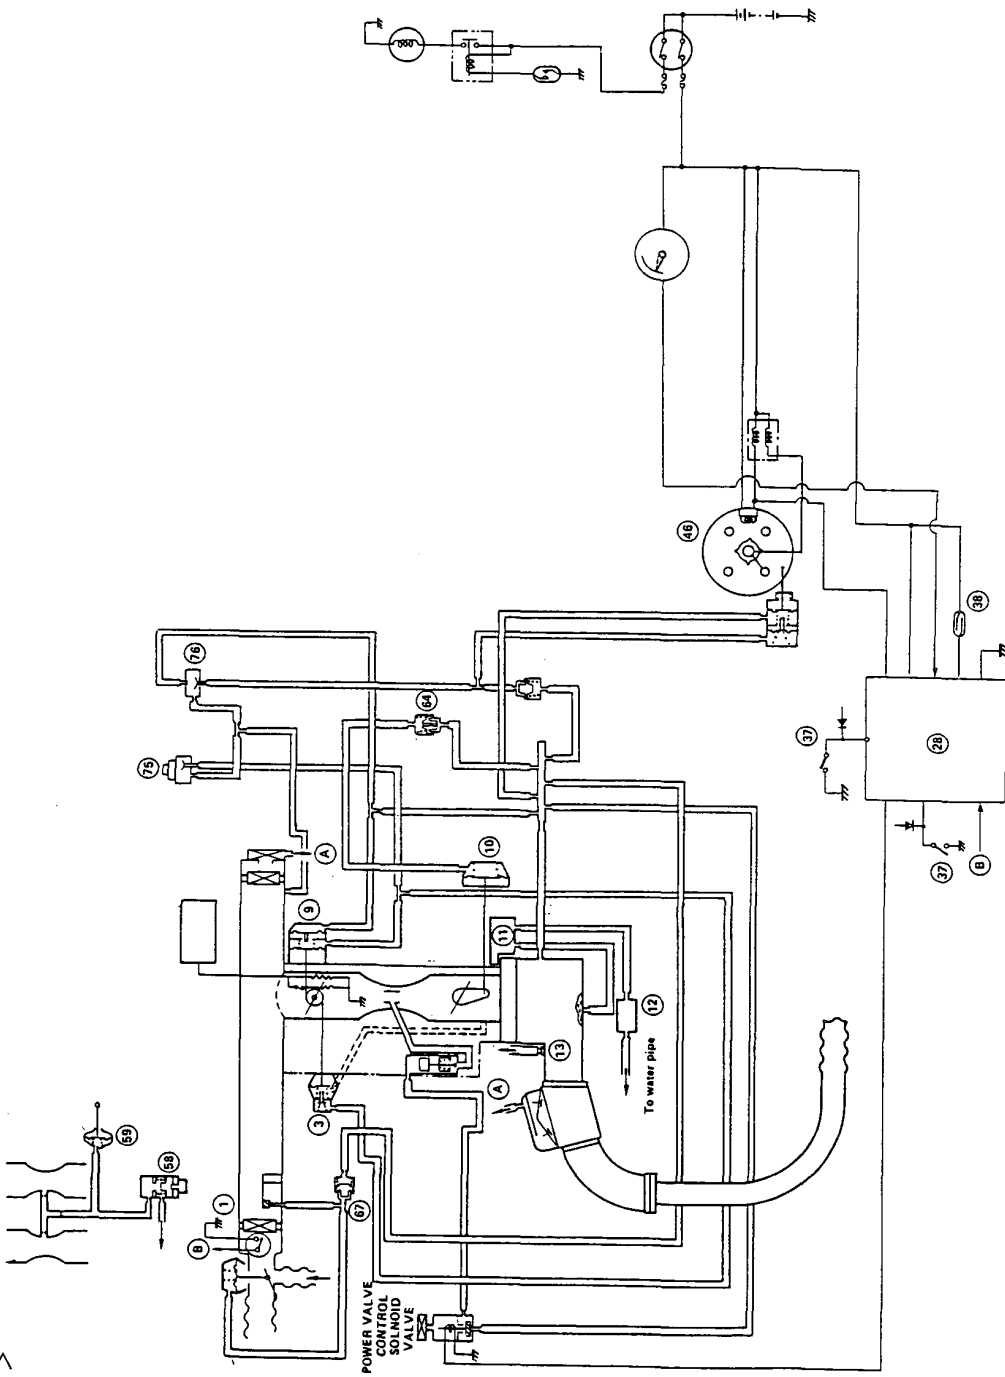 76
75
64
46
38
37
28
37
B
A
10
9
11
12
To water pipe
13
A
3
59
58
1
B
67
POWER VALVE
CONTROL
SOLNOID
VALVE